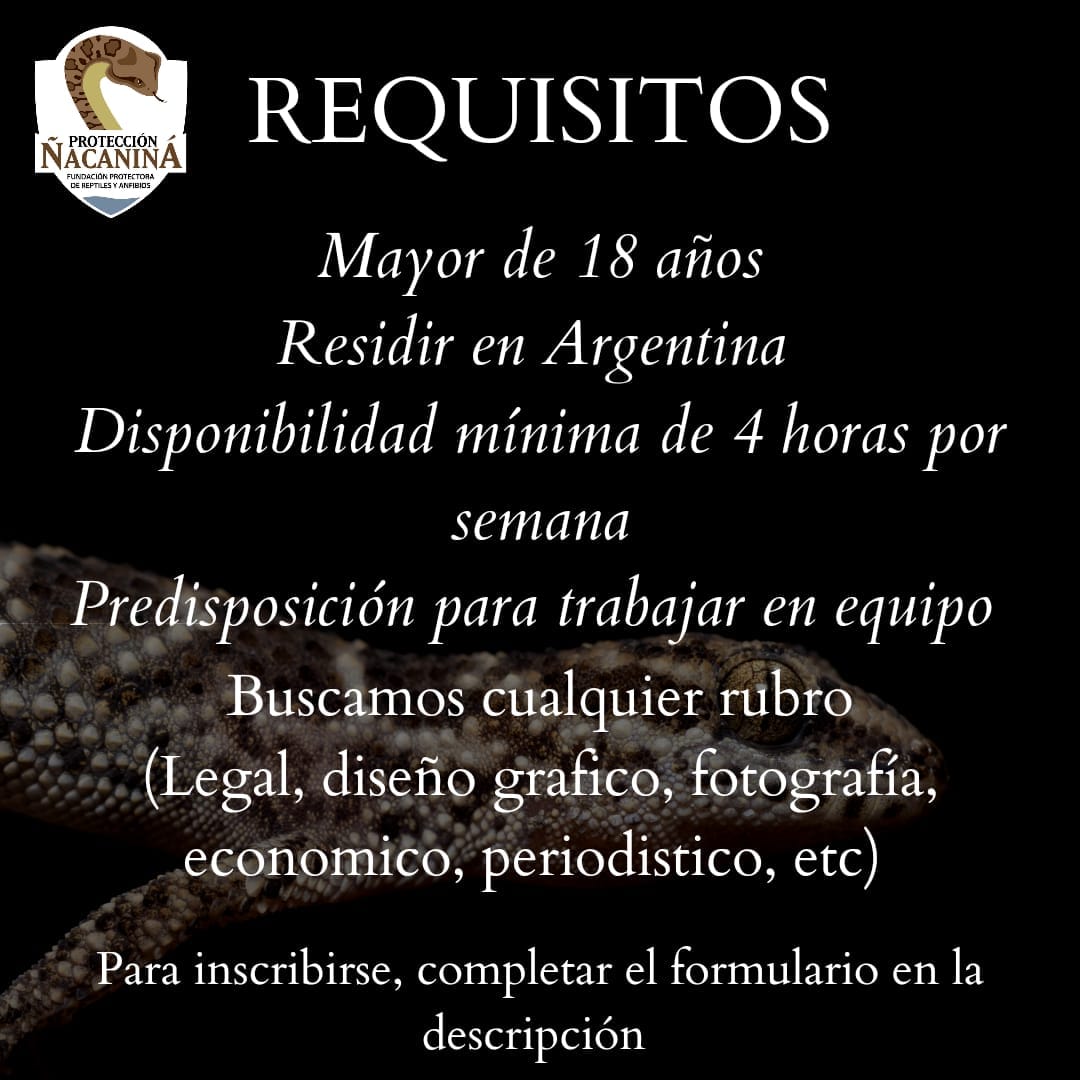 PROTECCIÓN
ÑACANINÁ
FUNDACIÓN PROTECTORA
DE REPTILES Y ANFIBIOS
REQUISITOS
Mayor de 18 años
Residir en Argentina
Disponibilidad mínima de 4 horas por
semana
Predisposición para trabajar en equipo
Buscamos cualquier rubro
(Legal, diseño grafico, fotografía,
economico, periodistico, etc)
Para inscribirse, completar el formulario en la
descripción